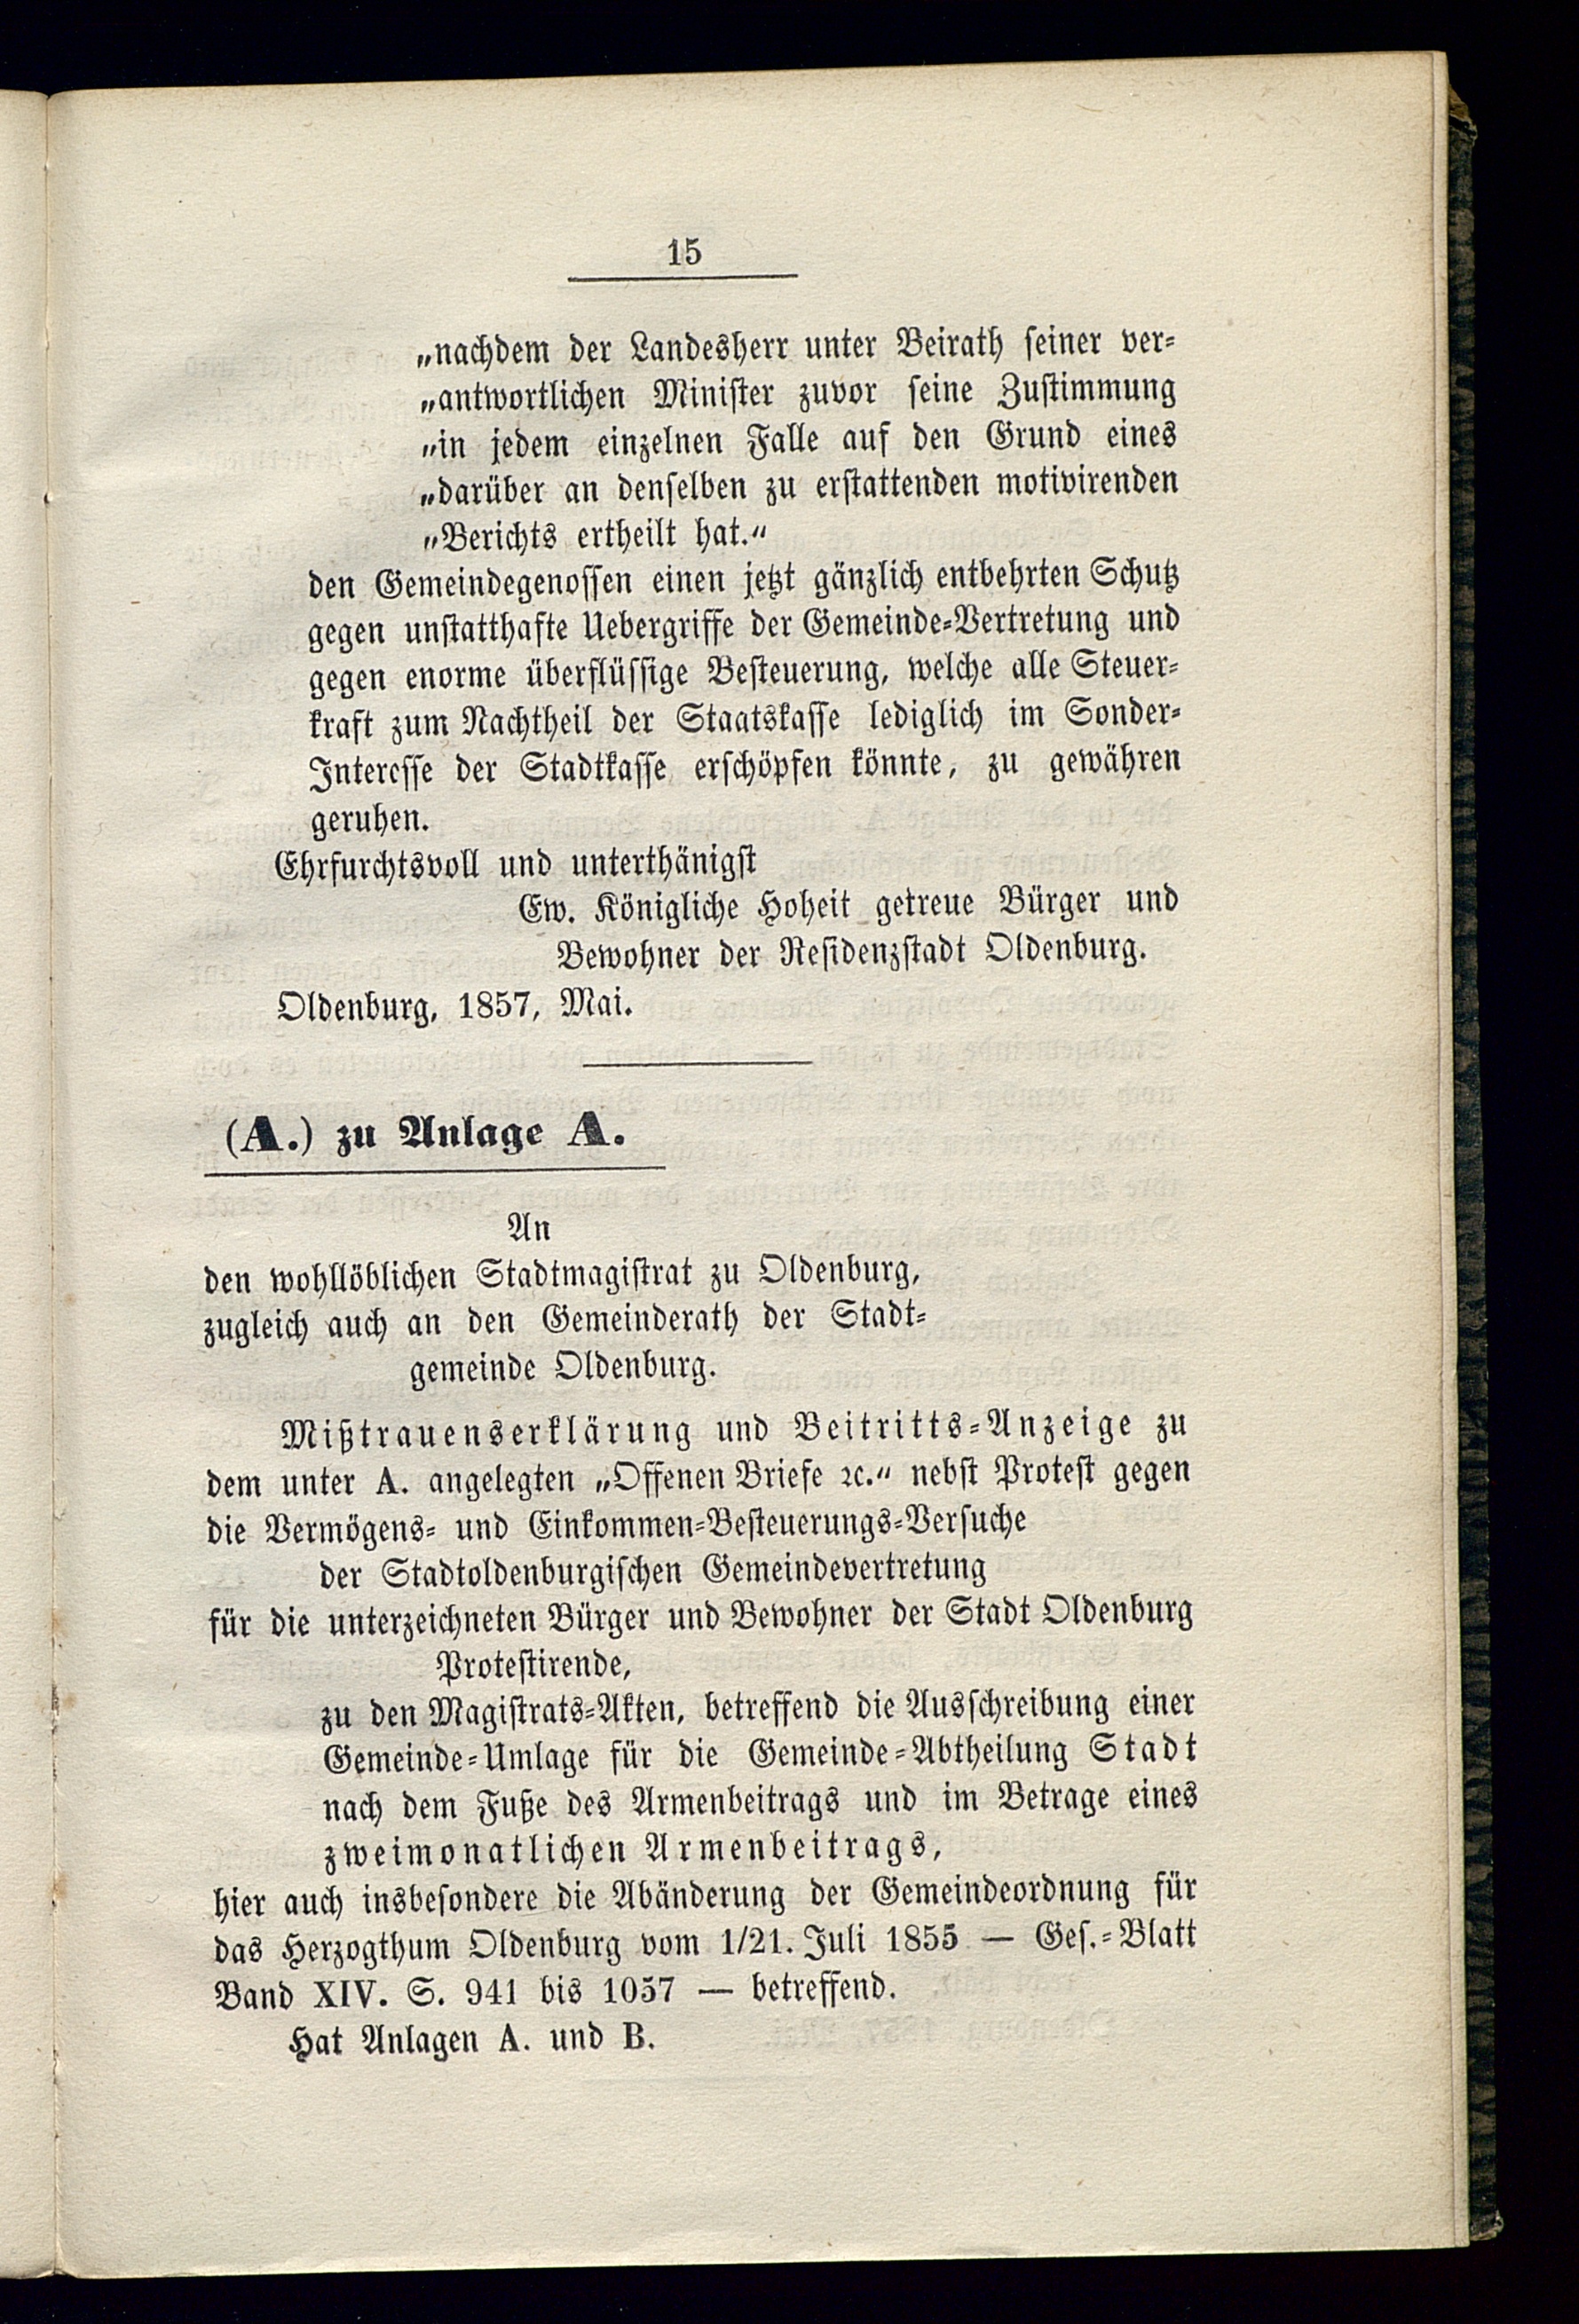 15
„nachdem der Landesherr unter Beirath seiner ver-
„antwortlichen Minister zuvor seine Zustimmung
„in jedem einzelnen Falle auf den Grund eines
„darüber an denselben zu erstattenden motivirenden
„Berichts ertheilt hat.“
den Gemeindegenossen einen jetzt gänzlich entbehrten Schutz
gegen unstatthafte Uebergriffe der Gemeinde-Vertretung und
gegen enorme überflüssige Besteuerung, welche alle Steuer-
kraft zum Nachtheil der Staatskasse lediglich im Sonder-
Interesse der Stadtkasse erschöpfen könnte, zu gewähren
geruhen.
Ehrfurchtsvoll und unterthänigst
Ew. Königliche Hoheit getreue Bürger und
Bewohner der Residenzstadt Oldenburg.
Oldenburg, 1857, Mai.
(A.) zu Anlage A.
An
den wohllöblichen Stadtmagistrat zu Oldenburg,
zugleich auch an den Gemeinderath der Stadt-
gemeinde Oldenburg.
Mißtrauenserklärung und Beitritts-Anzeige zu
dem unter A. angelegten „Offenen Briefe ꝛc.“ nebst Protest gegen
die Vermögens- und Einkommen-Besteuerungs-Versuche
der Stadtoldenburgischen Gemeindevertretung
für die unterzeichneten Bürger und Bewohner der Stadt Oldenburg
Protestirende,
zu den Magistrats-Akten, betreffend die Ausschreibung einer
Gemeinde-Umlage für die Gemeinde-Abtheilung Stadt
nach dem Fuße des Armenbeitrags und im Betrage eines
zweimonatlichen Armenbeitrags,
hier auch insbesondere die Abänderung der Gemeindeordnung für
das Herzogthum Oldenburg vom 1/21. Juli 1855 — Ges.-Blatt
Band XIV. S. 941 bis 1057 — betreffend.
Hat Anlagen A. und B.